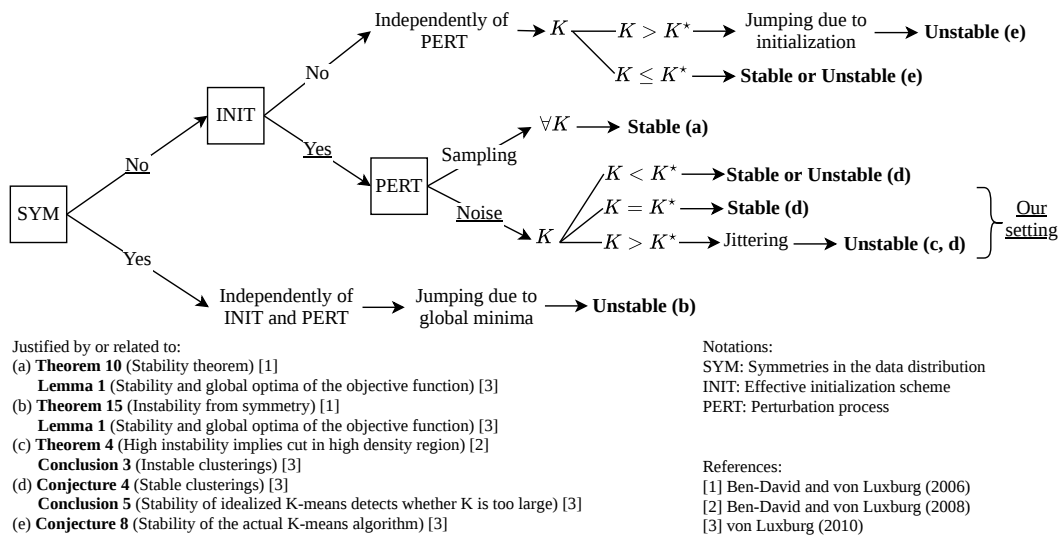 Independently of
PERT
K
K > K⋆
Jumping due to
initialization
Unstable (e)
K ≤ K⋆
Stable or Unstable (e)
No
INIT
∀K
Stable (a)
Sampling
Yes
No
PERT
K < K⋆
Stable or Unstable (d)
SYM
Noise
K
K = K⋆
Stable (d)
K > K⋆
Jittering
Unstable (c, d)
Our
setting
Yes
Independently of
INIT and PERT
Jumping due to
global minima
Unstable (b)
Justified by or related to:
(a) Theorem 10 (Stability theorem) [1]
Lemma 1 (Stability and global optima of the objective function) [3]
(b) Theorem 15 (Instability from symmetry) [1]
Lemma 1 (Stability and global optima of the objective function) [3]
(c) Theorem 4 (High instability implies cut in high density region) [2]
Conclusion 3 (Instable clusterings) [3]
(d) Conjecture 4 (Stable clusterings) [3]
Conclusion 5 (Stability of idealized K-means detects whether K is too large) [3]
(e) Conjecture 8 (Stability of the actual K-means algorithm) [3]
Notations:
SYM: Symmetries in the data distribution
INIT: Effective initialization scheme
PERT: Perturbation process
References:
[1] Ben-David and von Luxburg (2006)
[2] Ben-David and von Luxburg (2008)
[3] von Luxburg (2010)